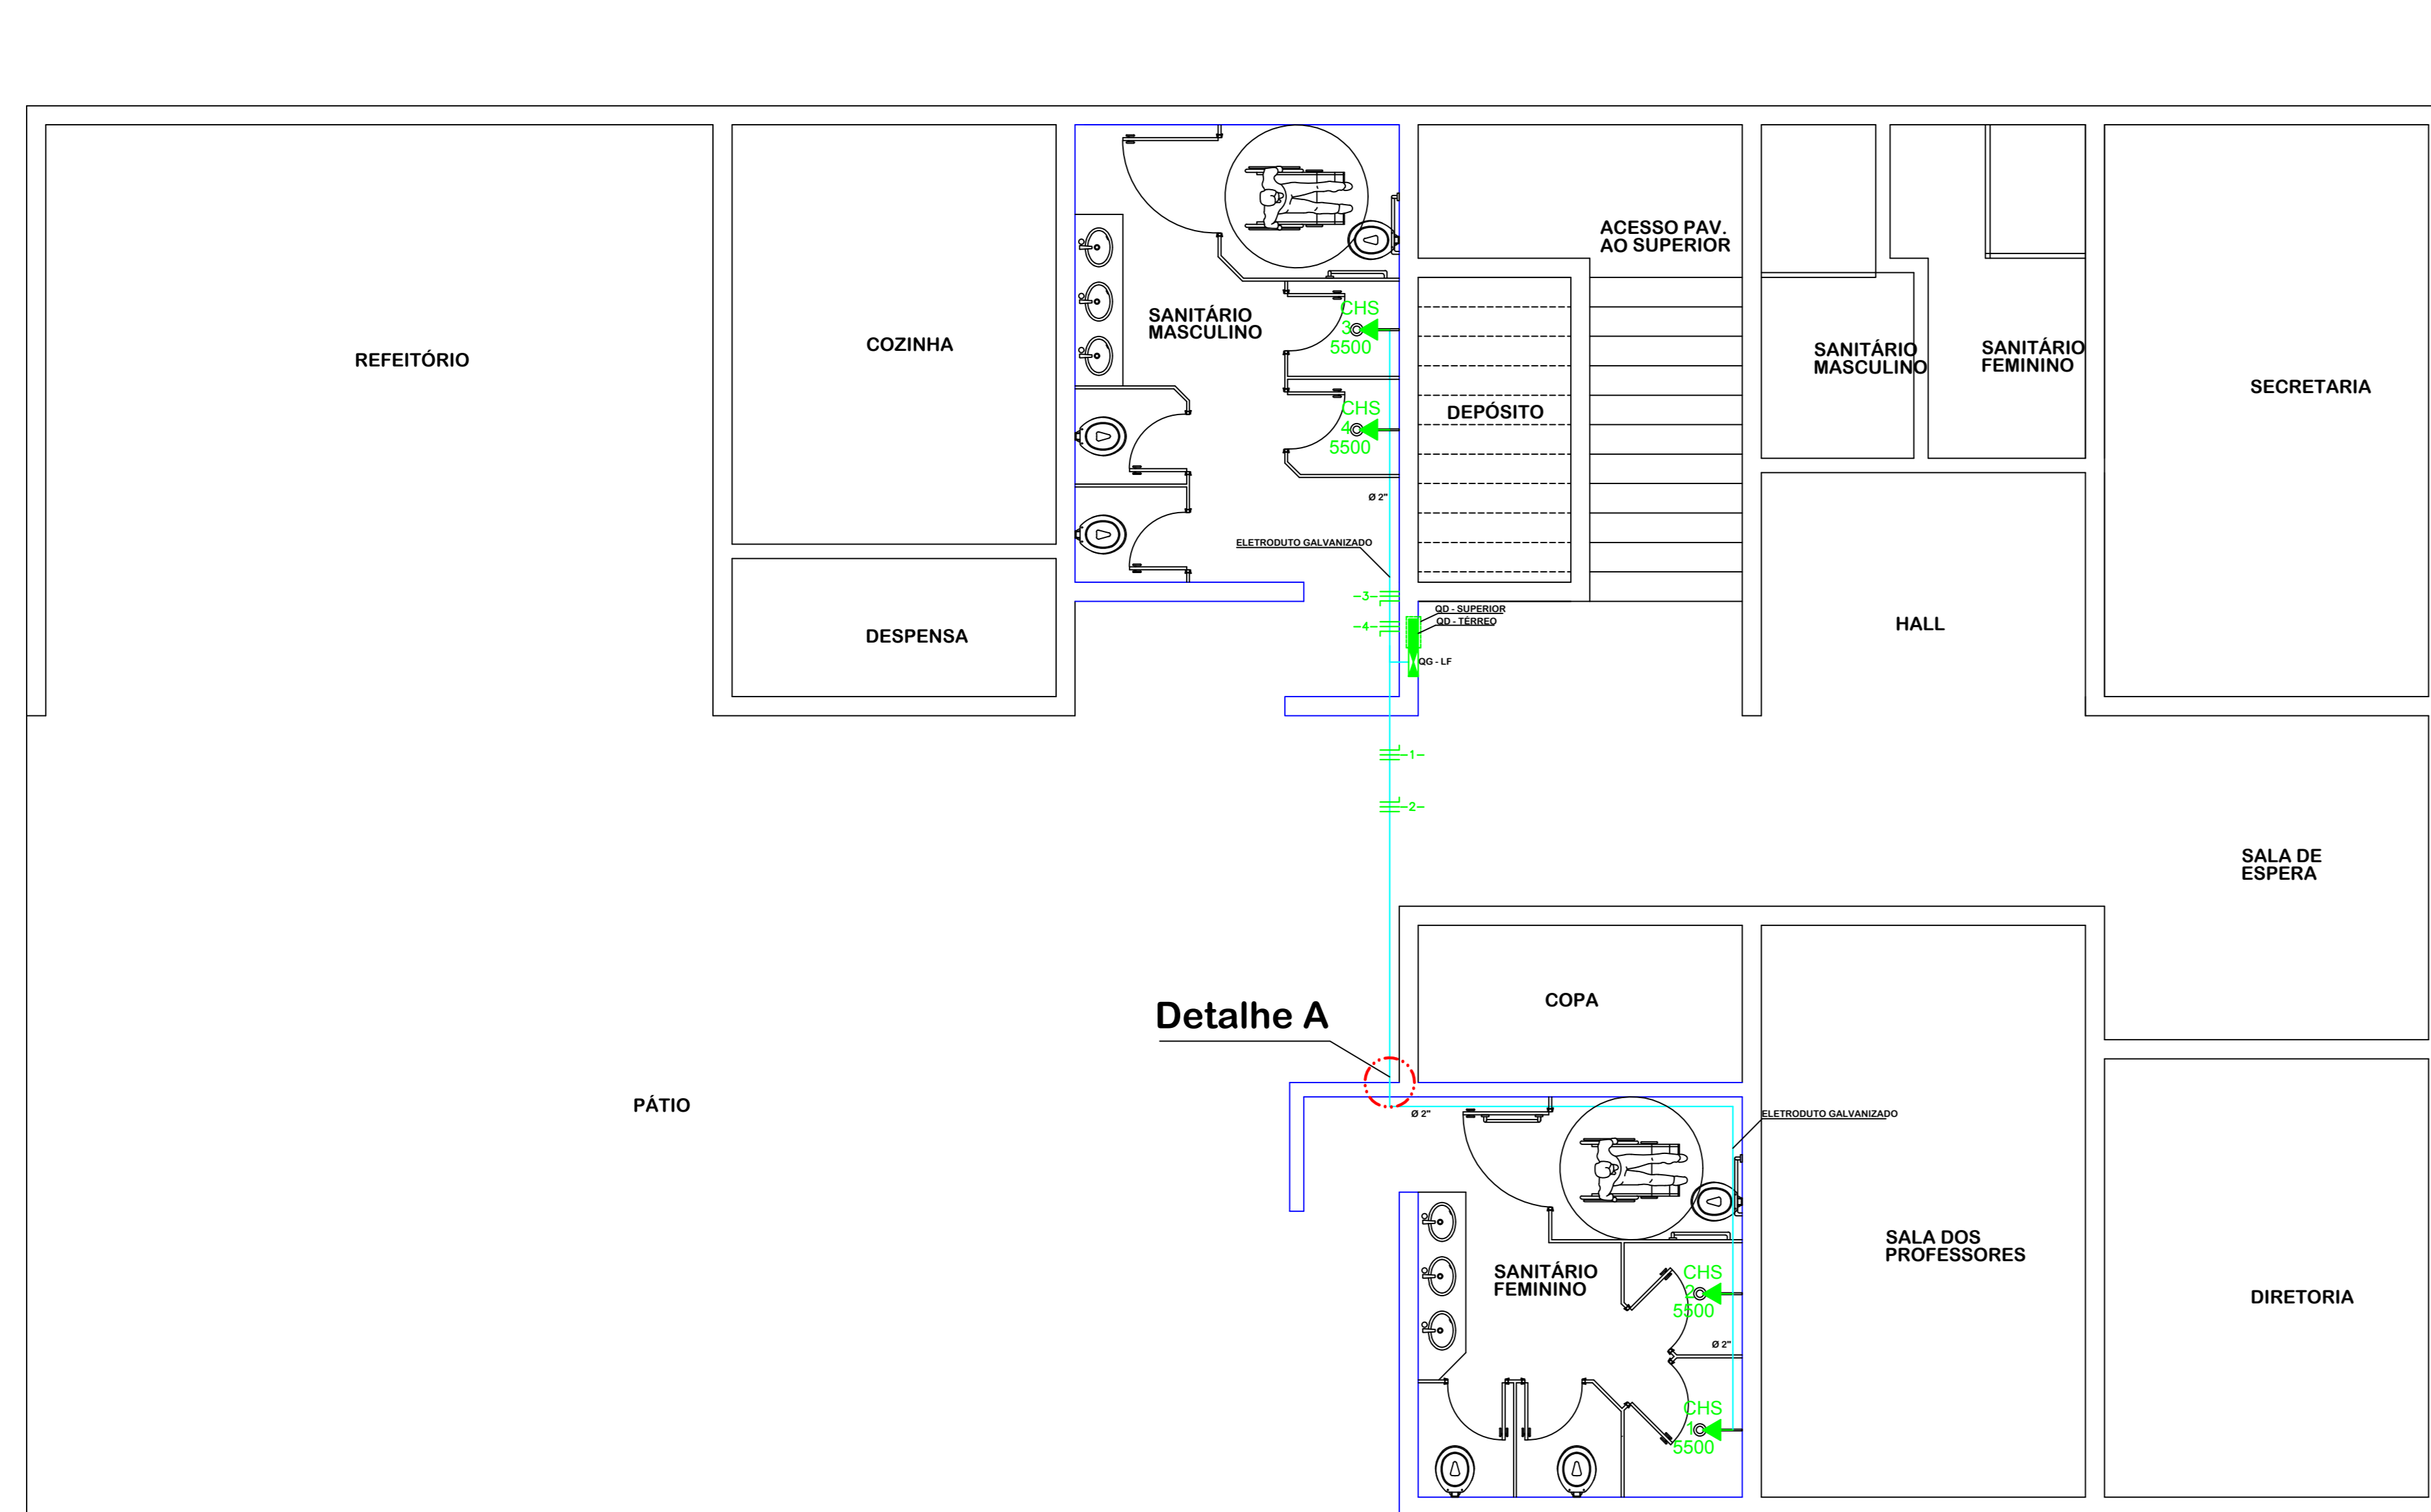 ACESSO PAV.
AO SUPERIOR
CHS
3
5500
SANITÁRIO
MASCULINO
COZINHA
REFEITÓRIO
SANITÁRIO
MASCULINO
SANITÁRIO
FEMININO
SECRETARIA
CHS
4
5500
DEPÓSITO
Ø 2"
ELETRODUTO GALVANIZADO
-3-
QD - SUPERIOR
QD - TÉRREO
-4-
HALL
DESPENSA
QG - LF
-1-
-2-
SALA DE
ESPERA
COPA
Detalhe A
PÁTIO
Ø 2"
ELETRODUTO GALVANIZADO
SALA DOS
PROFESSORES
SANITÁRIO
FEMININO
CHS
2
5500
DIRETORIA
Ø 2"
CHS
1
5500